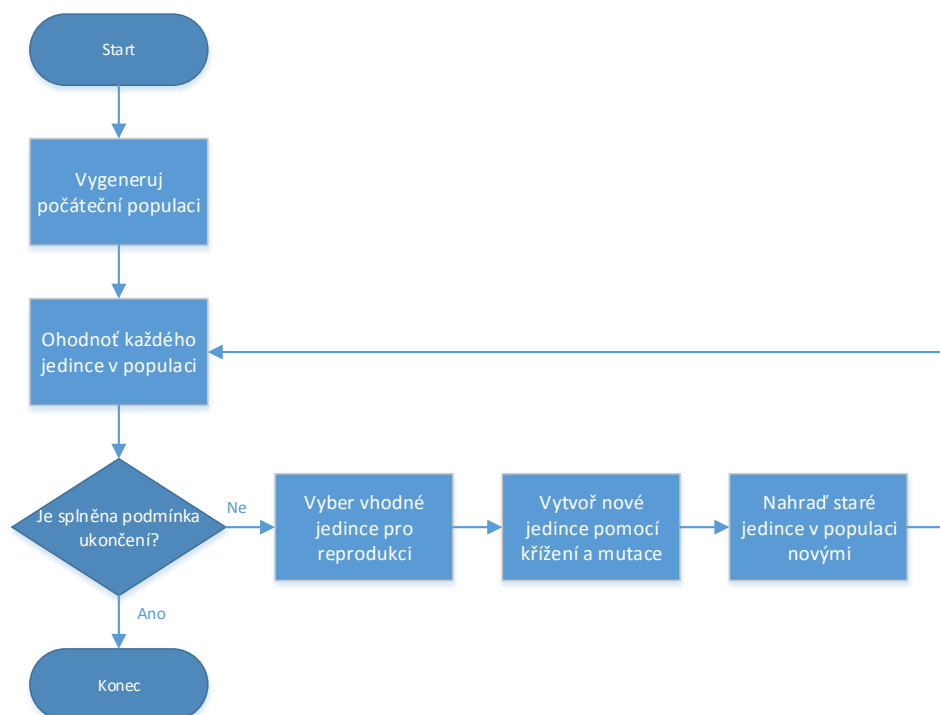 Start
Vygeneruj
počáteční populaci
Ohodnoť každého
jedince v populaci
Je splněna podmínka
ukončení?
Ne
Vyber vhodné
jedince pro
reprodukci
Vytvoř nové
jedince pomocí
křížení a mutace
Nahraď staré
jedince v populaci
novými
Ano
Konec